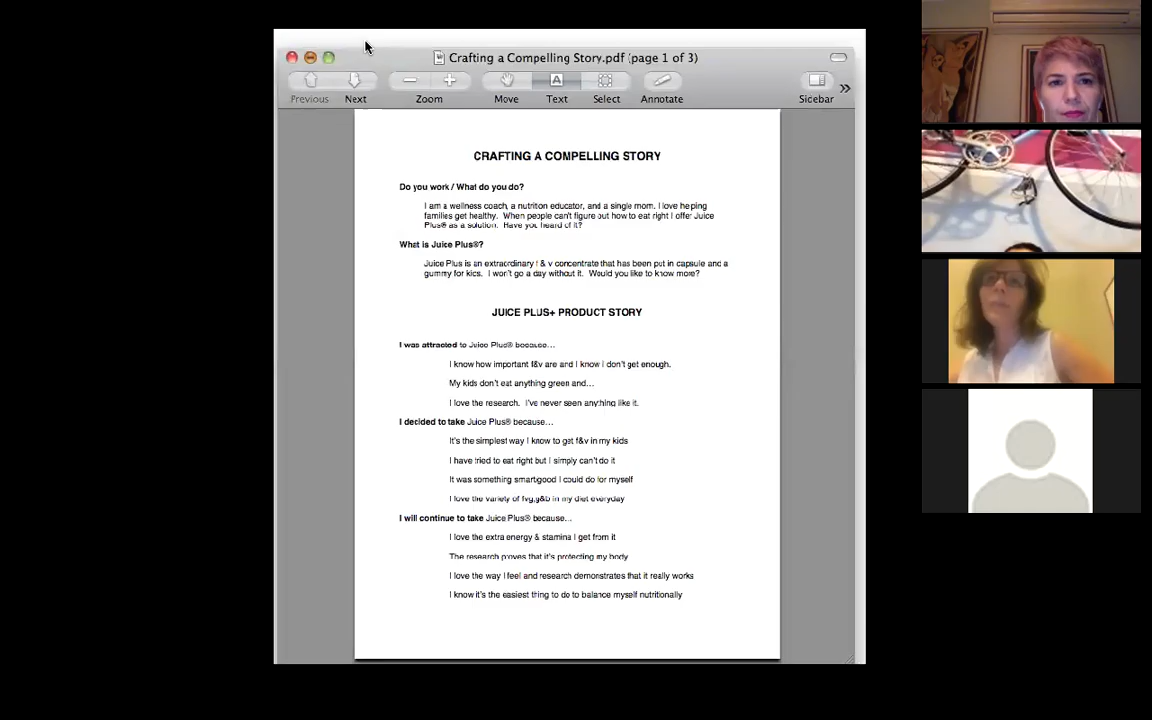 Crafting a Compelling Story.pdf (page 1 of 3)
Previous Next Zoom Move Text Select Annotate Sidebar
CRAFTING A COMPELLING STORY
Do you work / What do you do?
I am a wellness coach, a nutrition educator, and a single mom. I love helping
families get healthy. When people can't figure out how to eat right I offer Juice
Plus® as a solution. Have you heard of it?
What is Juice Plus®?
Juice Plus is an extraordinary f & v concentrate that has been put in capsule and a
gummy for kids. I won't go a day without it. Would you like to know more?
JUICE PLUS+ PRODUCT STORY
I was attracted to Juice Plus® because...
I know how important f&v are and I know I don't get enough.
My kids don't eat anything green and...
I love the research. I've never seen anything like it.
I decided to take Juice Plus® because...
It's the simplest way I know to get f&v in my kids
I have tried to eat right but I simply can't do it
It was something smart/good I could do for myself
I love the variety of fvg,g&b in my diet everyday
I will continue to take Juice Plus® because...
I love the extra energy & stamina I get from it
The research proves that it's protecting my body
I love the way I feel and research demonstrates that it really works
I know it's the easiest thing to do to balance myself nutritionally